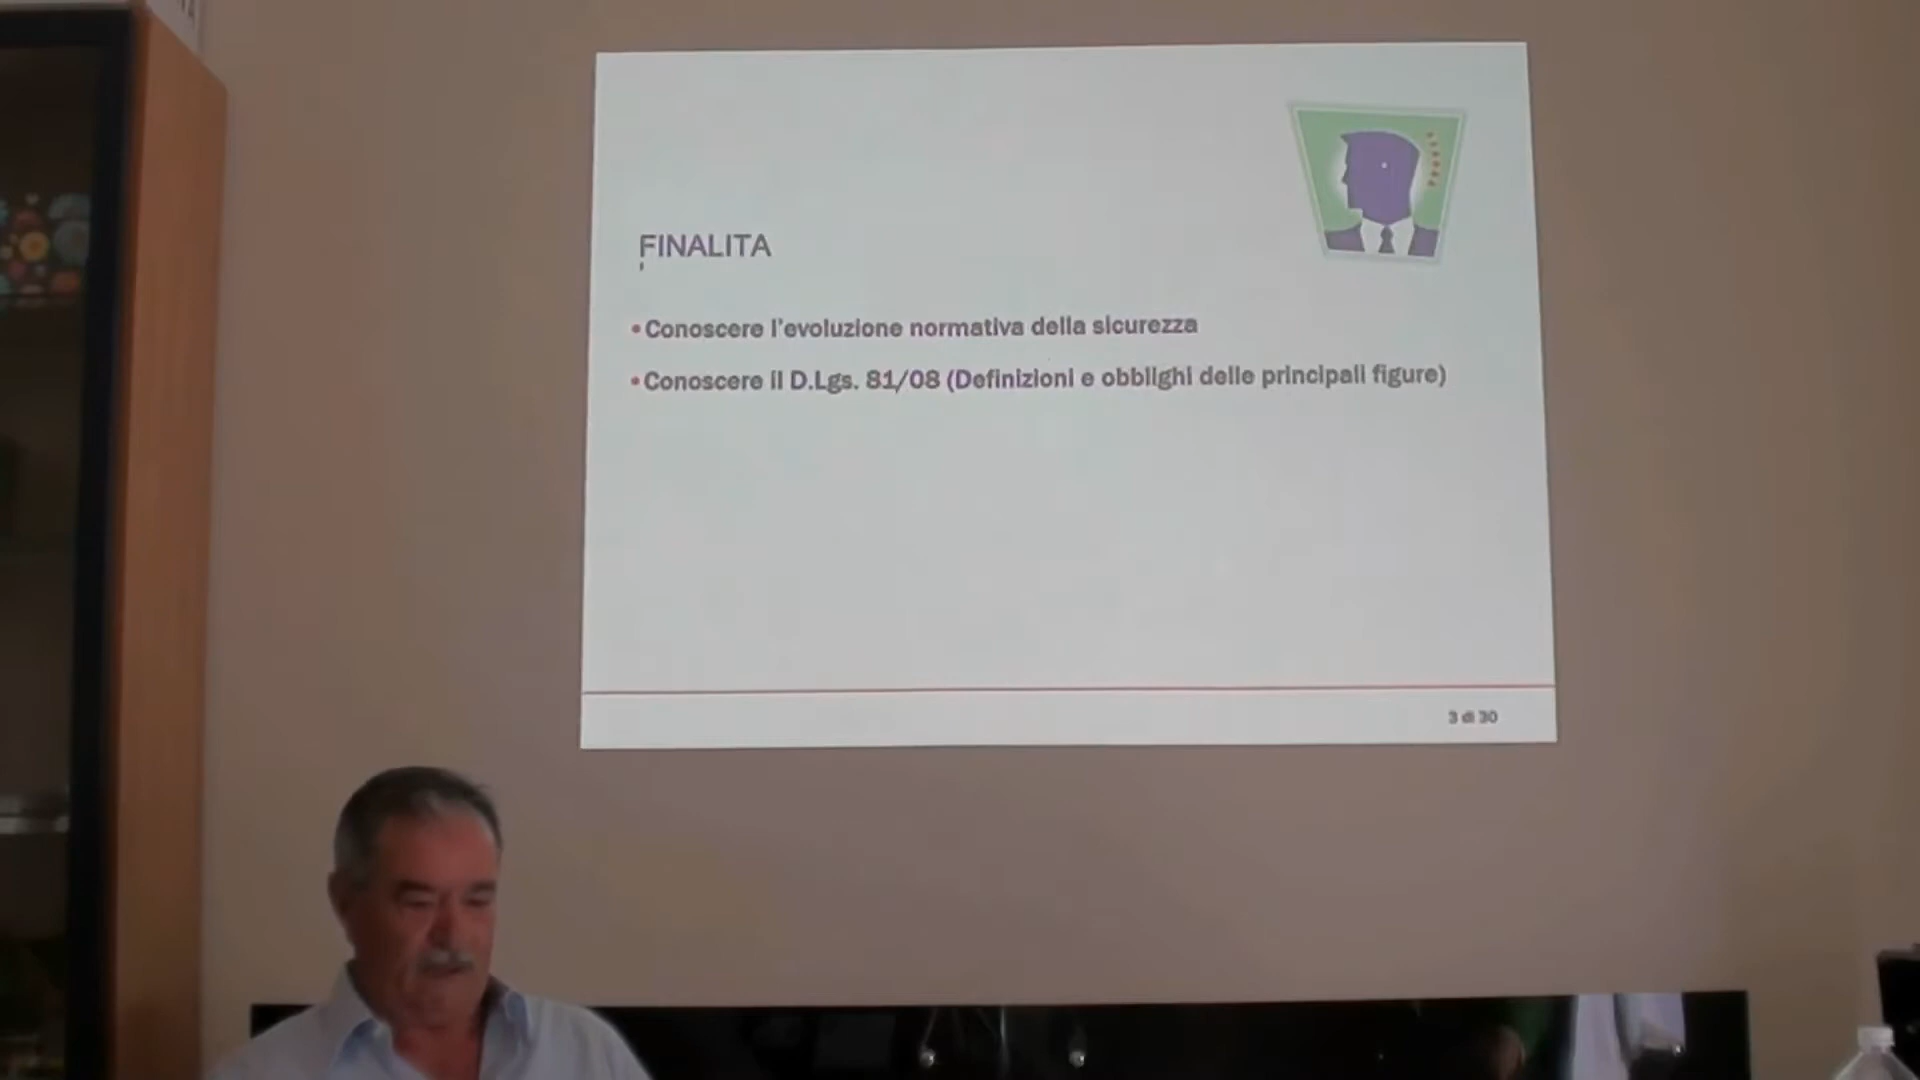 FINALITA
• Conoscere l'evoluzione normativa della sicurezza
• Conoscere il D.Lgs. 81/08 (Definizioni e obblighi delle principali figure)
3 di 30